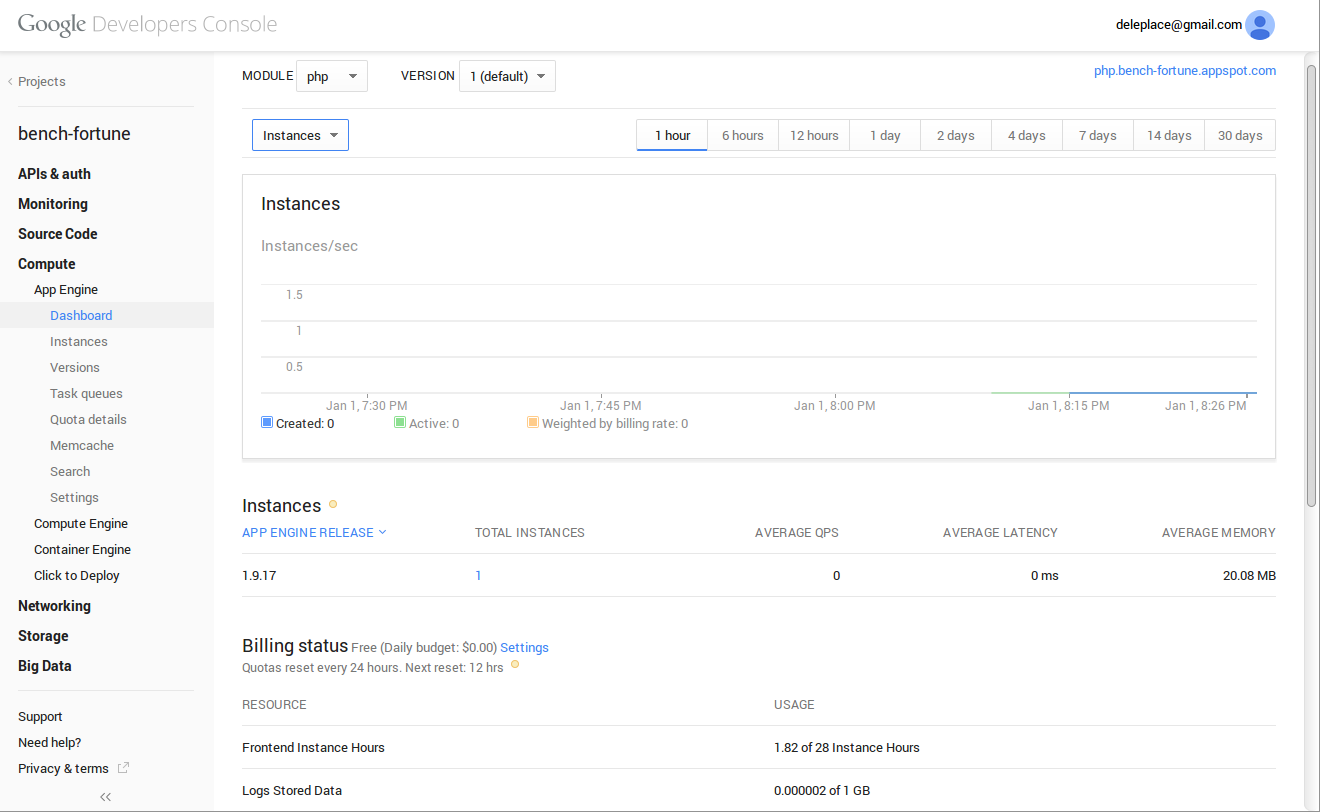 Google Developers Console
deleplace@gmail.com
Projects
bench-fortune
APIs & auth
Monitoring
Source Code
Compute
App Engine
Dashboard
Instances
Versions
Task queues
Quota details
Memcache
Search
Settings
Compute Engine
Container Engine
Click to Deploy
Networking
Storage
Big Data
Support
Need help?
Privacy & terms
MODULE php VERSION 1 (default) php.bench-fortune.appspot.com
Instances 1 hour 6 hours 12 hours 1 day 2 days 4 days 7 days 14 days 30 days
Instances
Instances/sec
1.5
1
0.5
Jan 1, 7:30 PM Jan 1, 7:45 PM Jan 1, 8:00 PM Jan 1, 8:15 PM Jan 1, 8:26 PM
Created: 0 Active: 0 Weighted by billing rate: 0
Instances
APP ENGINE RELEASE TOTAL INSTANCES AVERAGE QPS AVERAGE LATENCY AVERAGE MEMORY
1.9.17 1 0 0 ms 20.08 MB
Billing status Free (Daily budget: $0.00) Settings
Quotas reset every 24 hours. Next reset: 12 hrs
RESOURCE USAGE
Frontend Instance Hours 1.82 of 28 Instance Hours
Logs Stored Data 0.000002 of 1 GB